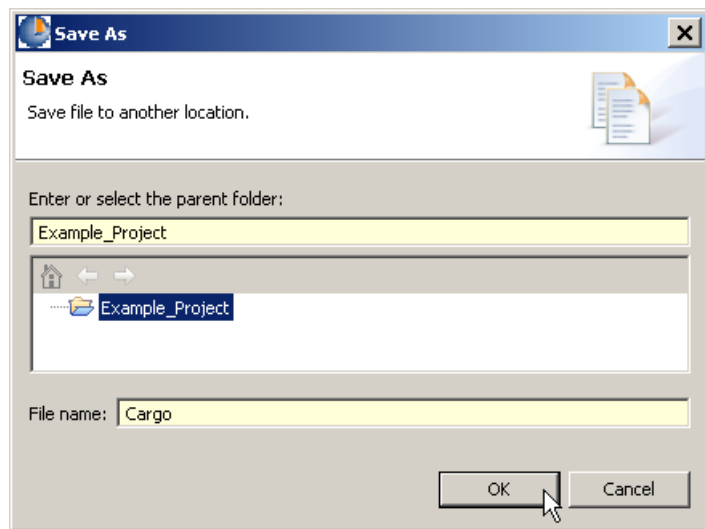 Save As
Save As
Save file to another location.
Enter or select the parent folder:
Example_Project
Example_Project
File name: Cargo
OK Cancel